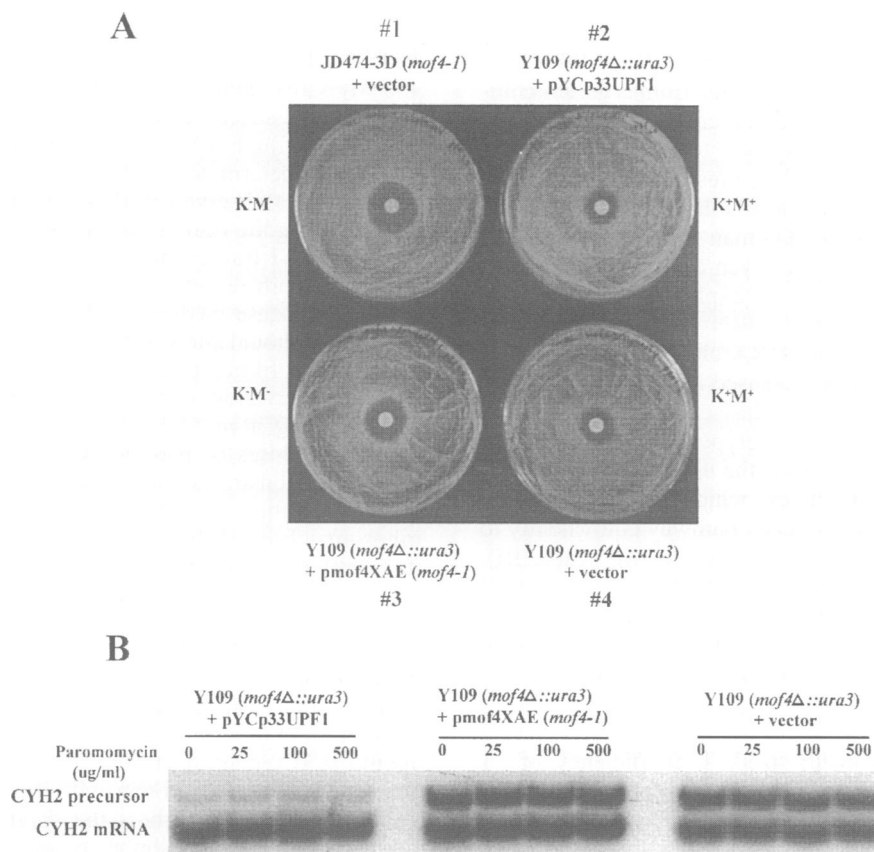 A
#1
#2
JD474-3D (mof4-1)
+ vector
Y109 (mof4Δ::ura3)
+ pYCp33UPF1
K-M-
K+M+
K-M-
K+M+
Y109 (mof4Δ::ura3)
+ pmof4XAE (mof4-1)
#3
Y109 (mof4Δ::ura3)
+ vector
#4
B
Y109 (mof4Δ::ura3)
+ pYCp33UPF1
Y109 (mof4Δ::ura3)
+ pmof4XAE (mof4-1)
Y109 (mof4Δ::ura3)
+ vector
Paromomycin
(ug/ml)
0 25 100 500
0 25 100 500
0 25 100 500
CYH2 precursor
CYH2 mRNA